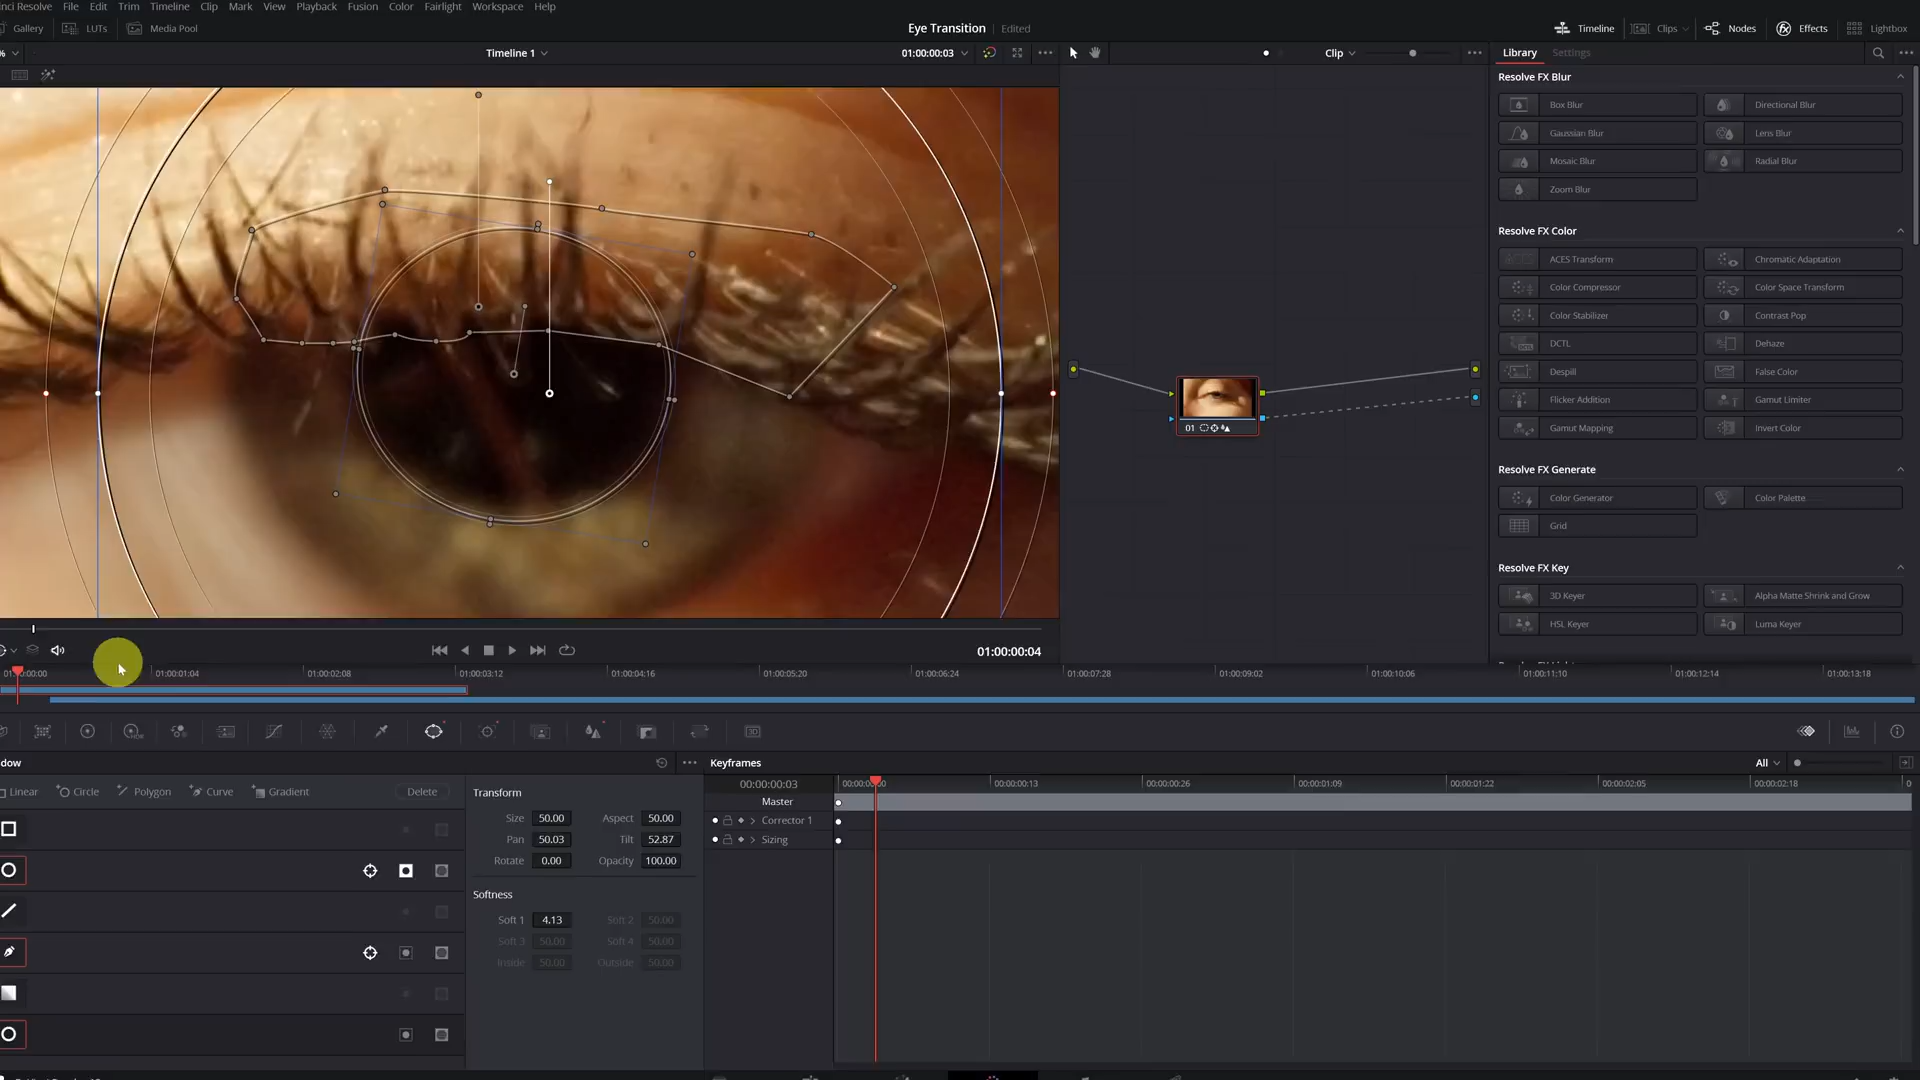 nci Resolve File Edit Trim Timeline Clip Mark View Playback Fusion Color Fairlight Workspace Help
Gallery LUTs Media Pool Eye Transition Edited Timeline Clips Nodes Effects Lightbox
% Timeline 1 01:00:00:03 Clip Library Settings
Resolve FX Blur
Box Blur Directional Blur
Gaussian Blur Lens Blur
Mosaic Blur Radial Blur
Zoom Blur
Resolve FX Color
ACES Transform Chromatic Adaptation
Color Compressor Color Space Transform
Color Stabilizer Contrast Pop
DCTL Dehaze
Despill False Color
Flicker Addition Gamut Limiter
Gamut Mapping Invert Color
01
Resolve FX Generate
Color Generator Color Palette
Grid
Resolve FX Key
3D Keyer Alpha Matte Shrink and Grow
HSL Keyer Luma Keyer
01:00:00:04
01:00:01:04 01:00:02:08 01:00:03:12 01:00:04:16 01:00:05:20 01:00:06:24 01:00:07:28 01:00:09:02 01:00:10:06 01:00:11:10 01:00:12:14 01:00:13:18
HDR 3D
dow Keyframes All
00:00:00:03 00:00:00:13 00:00:00:26 00:00:01:09 00:00:01:22 00:00:02:05 00:00:02:18
Linear Circle Polygon Curve Gradient Delete
Transform
Master
Size 50.00 Aspect 50.00
Corrector 1
Pan 50.03 Tilt 52.87
Sizing
Rotate 0.00 Opacity 100.00
Softness
Soft 1 4.13 Soft 2 50.00
Soft 3 50.00 Soft 4 50.00
Inside 50.00 Outside 50.00